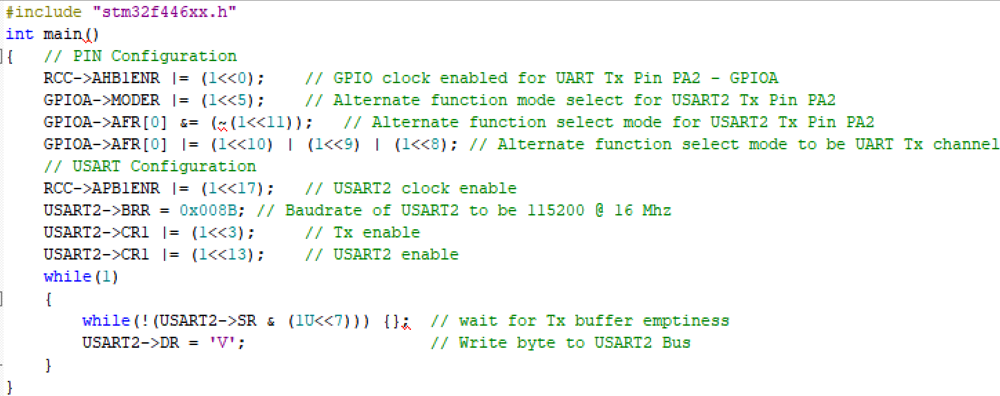 #include "stm32f446xx.h"
int main()
{ // PIN Configuration
RCC->AHB1ENR |= (1<<0); // GPIO clock enabled for UART Tx Pin PA2 - GPIOA
GPIOA->MODER |= (1<<5); // Alternate function mode select for USART2 Tx Pin PA2
GPIOA->AFR[0] &= (~(1<<11)); // Alternate function select mode for USART2 Tx Pin PA2
GPIOA->AFR[0] |= (1<<10) | (1<<9) | (1<<8); // Alternate function select mode to be UART Tx channel
// USART Configuration
RCC->APB1ENR |= (1<<17); // USART2 clock enable
USART2->BRR = 0x008B; // Baudrate of USART2 to be 115200 @ 16 Mhz
USART2->CR1 |= (1<<3); // Tx enable
USART2->CR1 |= (1<<13); // USART2 enable
while(1)
{
while(!(USART2->SR & (1U<<7))) {}; // wait for Tx buffer emptiness
USART2->DR = 'V'; // Write byte to USART2 Bus
}
}